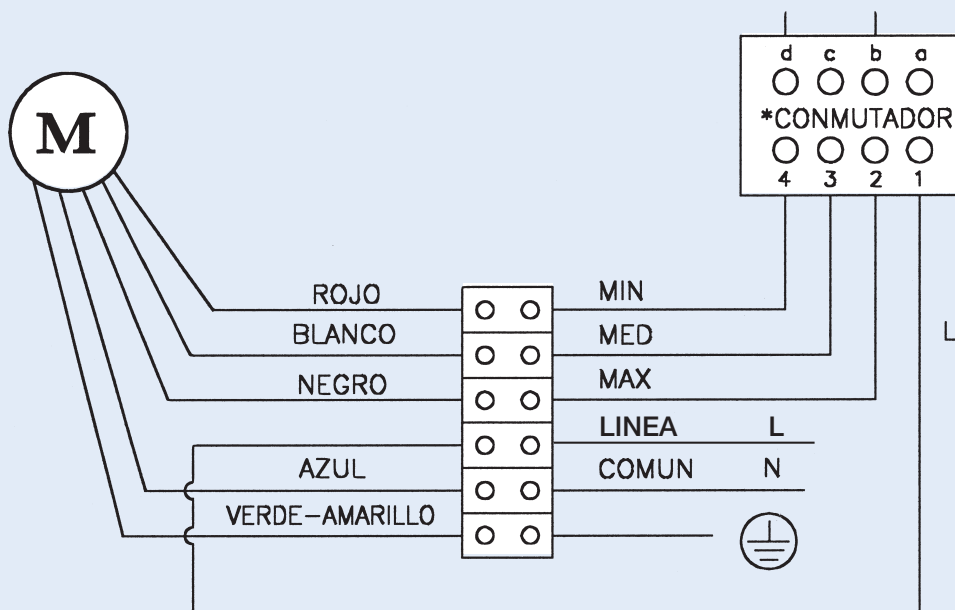 d c b a
M
*CONMUTADOR
4 3 2 1
ROJO MIN
BLANCO MED
NEGRO MAX
LINEA L
AZUL COMUN N
VERDE-AMARILLO
L